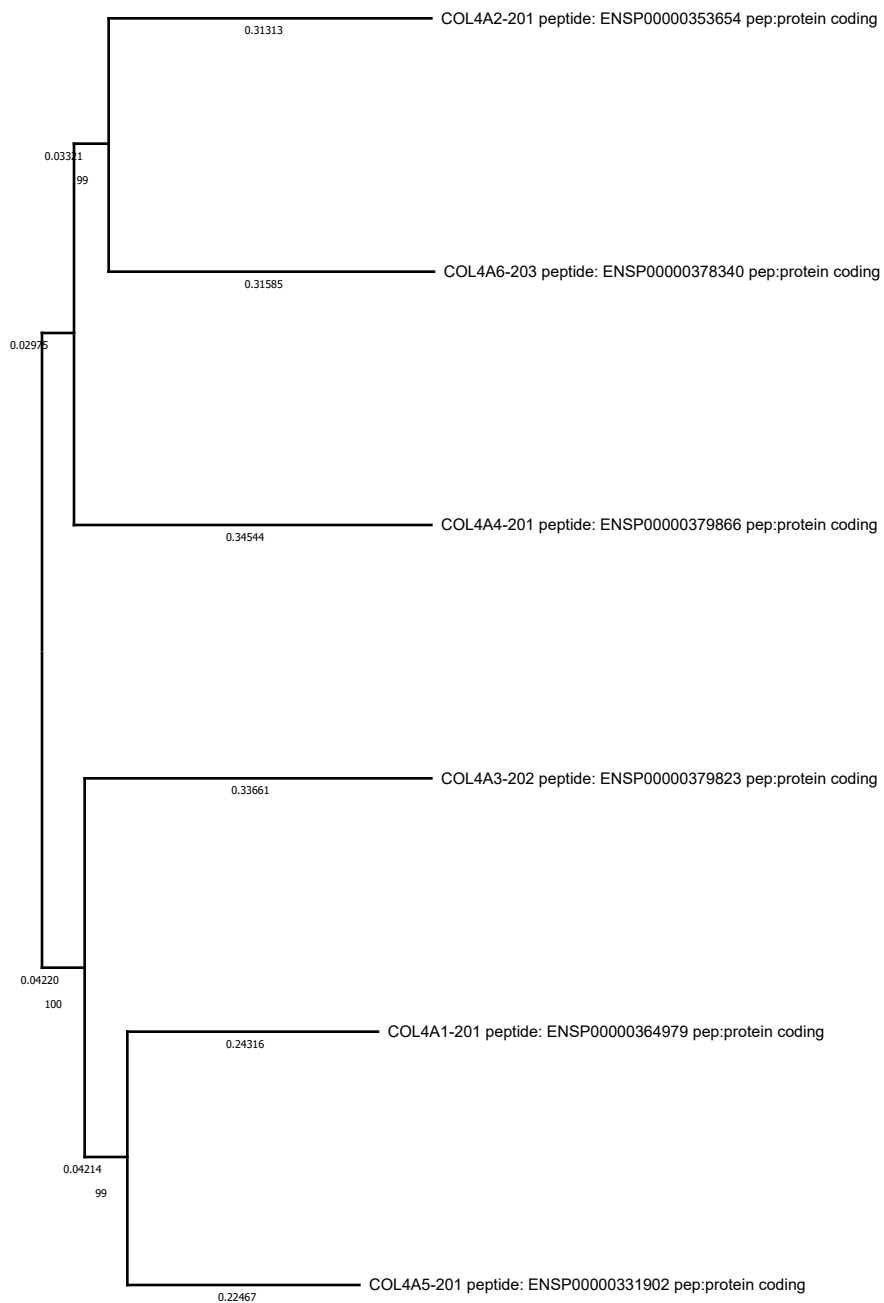 COL4A2-201 peptide: ENSP00000353654 pep:protein coding
0.31313
0.03321
99
COL4A6-203 peptide: ENSP00000378340 pep:protein coding
0.31585
0.02975
COL4A4-201 peptide: ENSP00000379866 pep:protein coding
0.34544
COL4A3-202 peptide: ENSP00000379823 pep:protein coding
0.33661
0.04220
100
COL4A1-201 peptide: ENSP00000364979 pep:protein coding
0.24316
0.04214
99
COL4A5-201 peptide: ENSP00000331902 pep:protein coding
0.22467